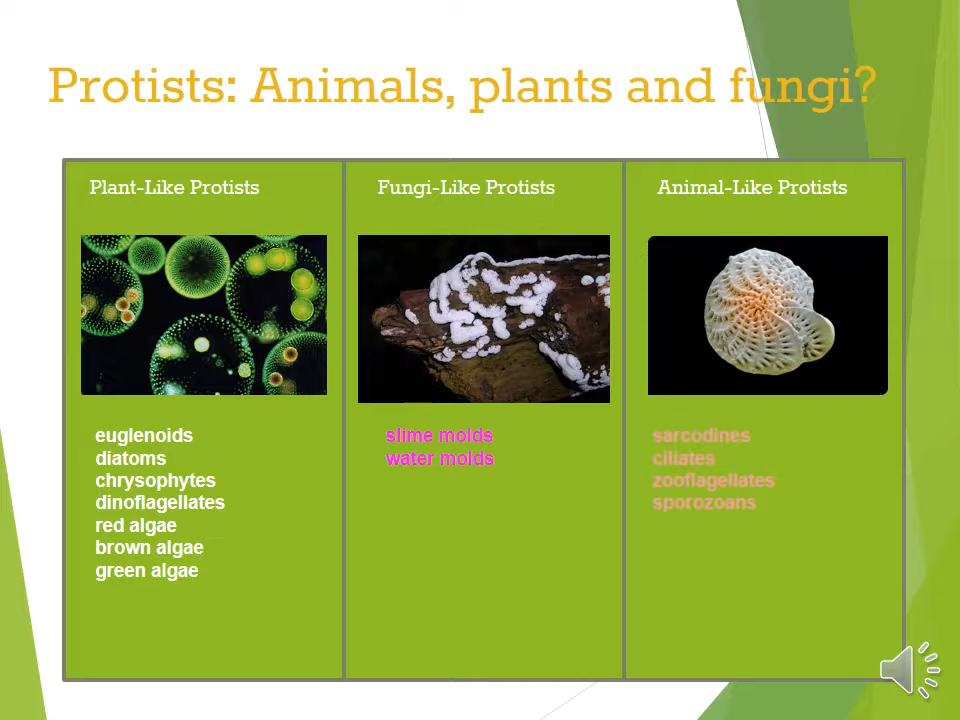 Protists: Animals, plants and fungi?
Plant-Like Protists
euglenoids
diatoms
chrysophytes
dinoflagellates
red algae
brown algae
green algae
Fungi-Like Protists
slime molds
water molds
Animal-Like Protists
sarcodines
ciliates
zooflagellates
sporozoans